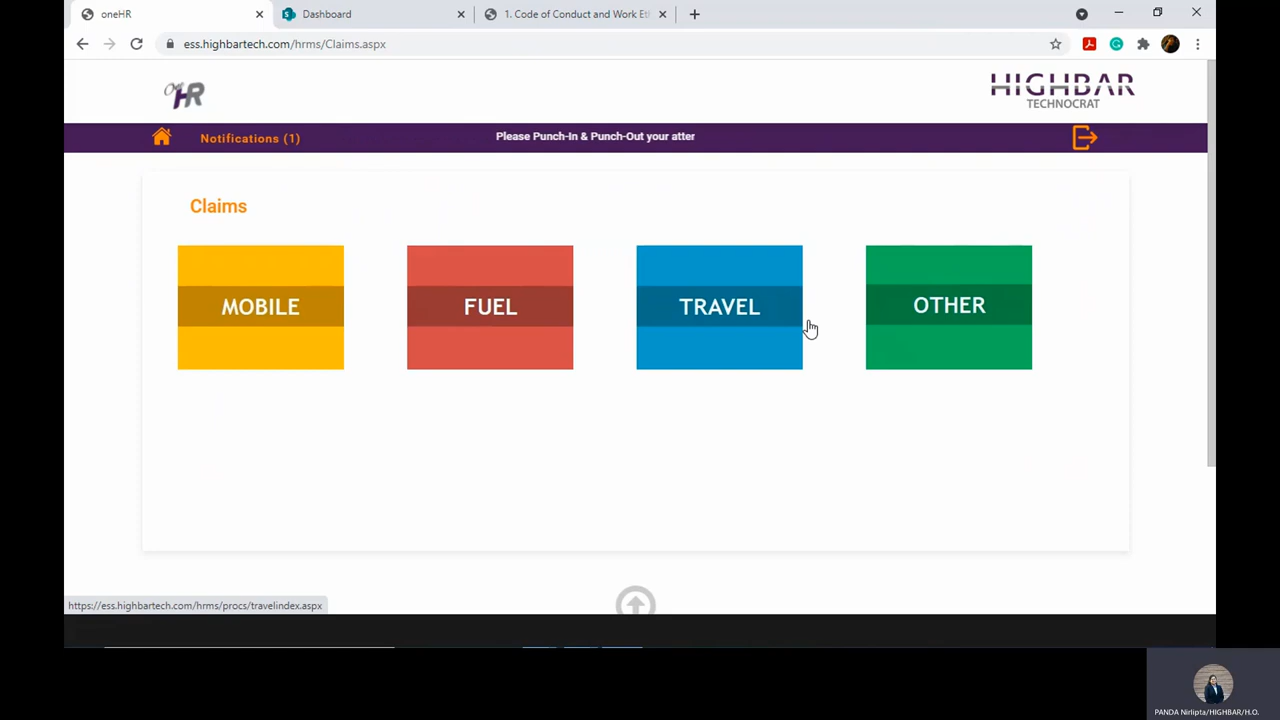 oneHR
Dashboard
1. Code of Conduct and Work Et
ess.highbartech.com/hrms/Claims.aspx
one HR
HIGHBAR
TECHNOCRAT
Notifications (1)
Please Punch-In & Punch-Out your atter
Claims
MOBILE
FUEL
TRAVEL
OTHER
https://ess.highbartech.com/hrms/procs/travelindex.aspx
PANDA Nirlipta/HIGHBAR/H.O.